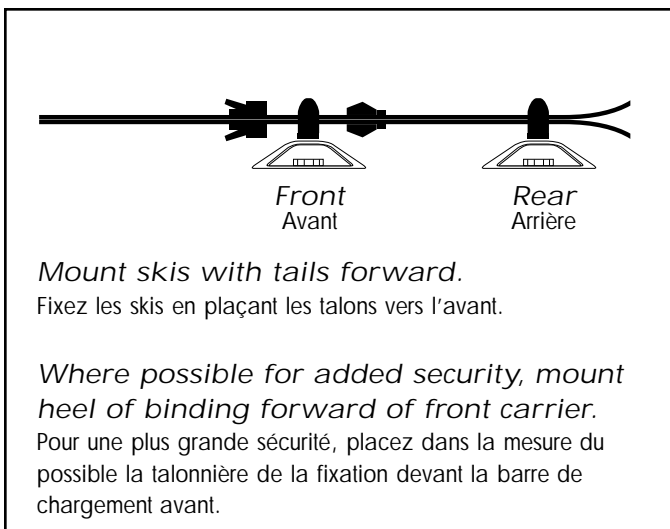 Front
Avant
Rear
Arrière
Mount skis with tails forward.
Fixez les skis en plaçant les talons vers l'avant.
Where possible for added security, mount
heel of binding forward of front carrier.
Pour une plus grande sécurité, placez dans la mesure du
possible la talonnière de la fixation devant la barre de
chargement avant.